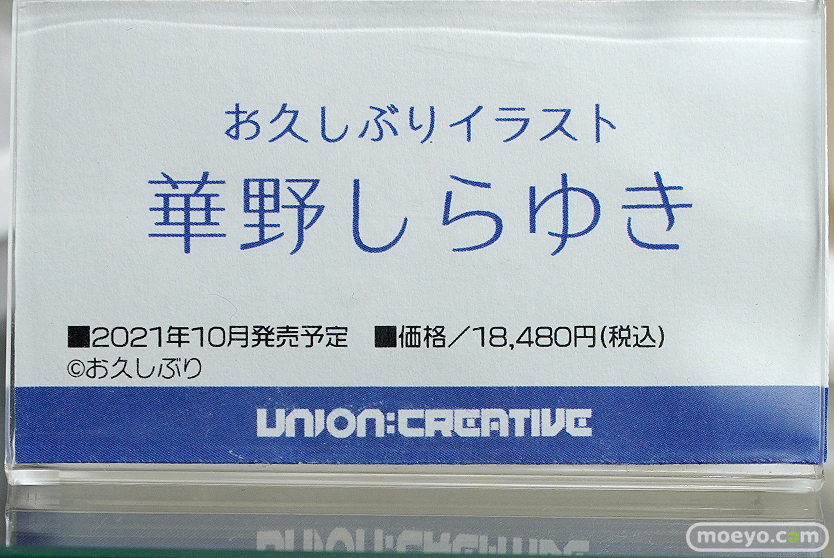 お久しぶりイラスト
華野しらゆき
■2021年10月発売予定　■価格／18,480円(税込)
©お久しぶり
UNION:CREATIVE
moeyo.com